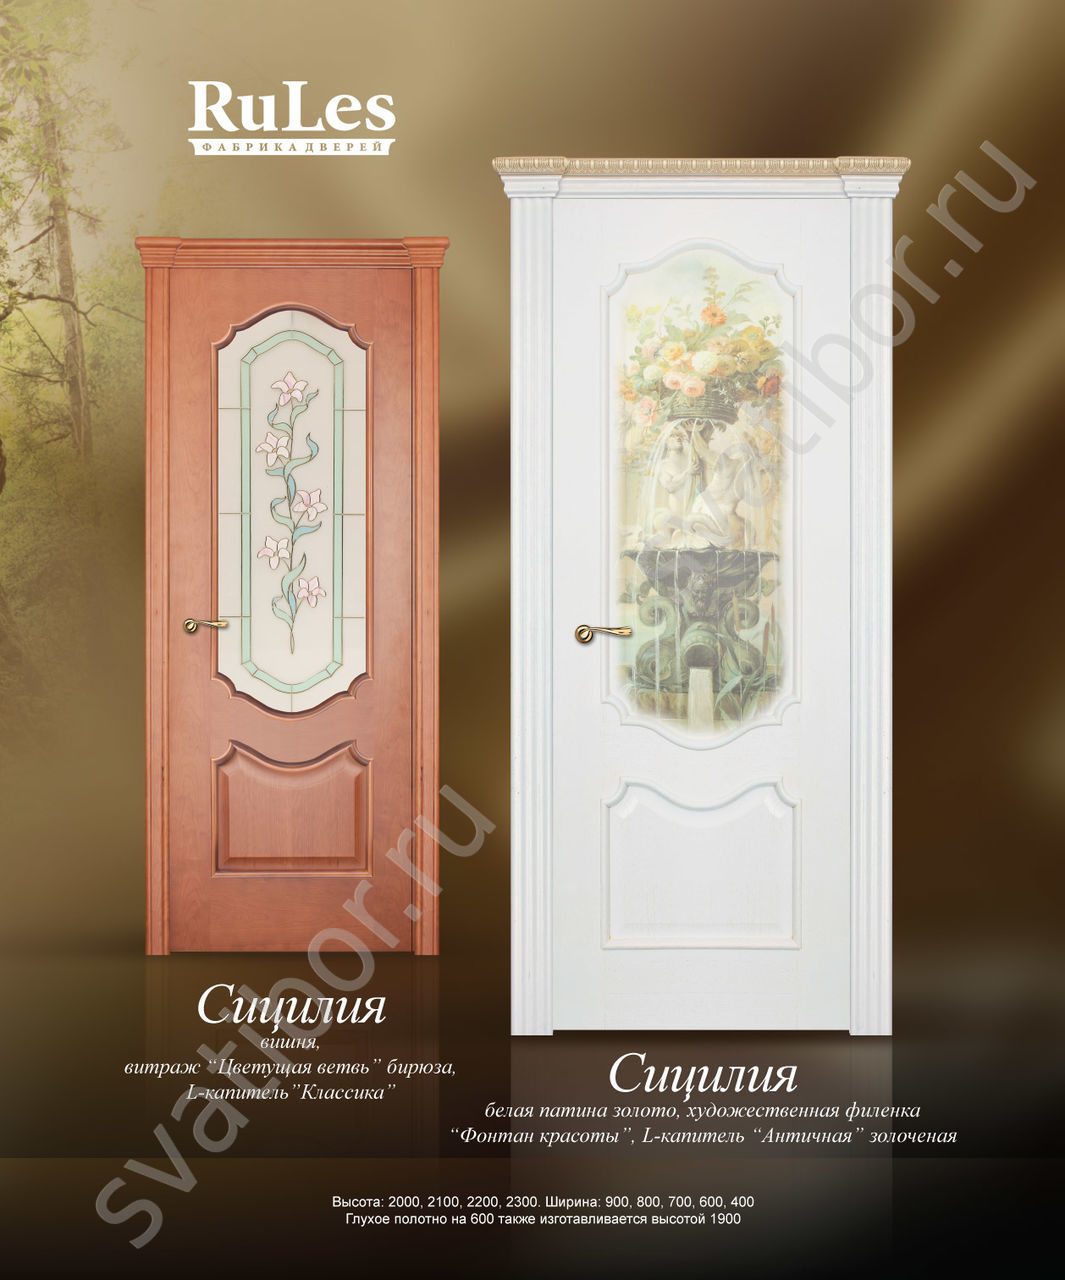 RuLes
ФАБРИКА ДВЕРЕЙ
svatibor.ru
svatibor.ru
Сицилия
вишня,
витраж “Цветущая ветвь” бирюза,
L-капитель”Классика”
Сицилия
белая патина золото, художественная филенка
“Фонтан красоты”, L-капитель “Античная” золоченая
Высота: 2000, 2100, 2200, 2300. Ширина: 900, 800, 700, 600, 400
Глухое полотно на 600 также изготавливается высотой 1900